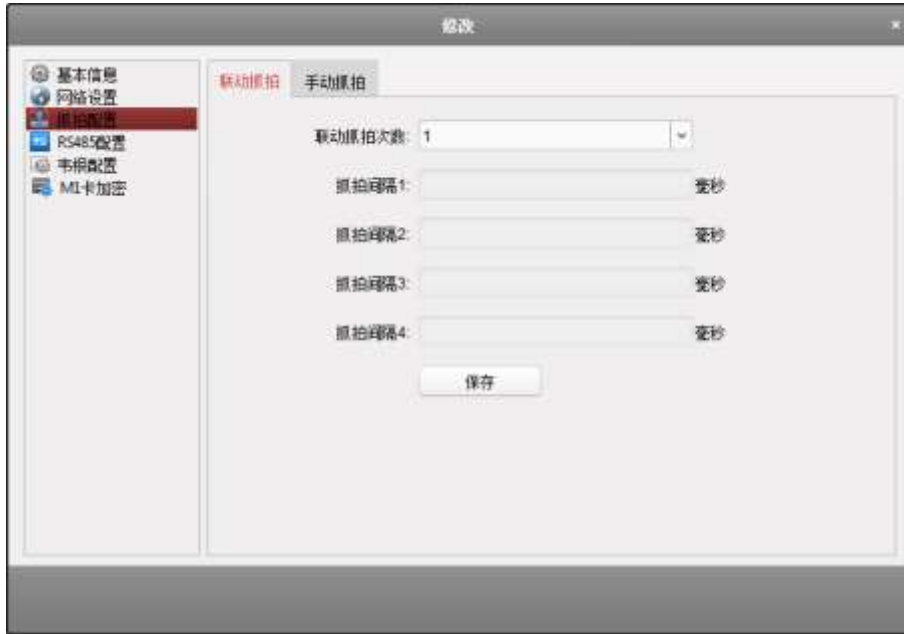 修改
基本信息
网络设置
抓拍配置
RS485配置
韦根配置
M1卡加密
联动抓拍 手动抓拍
联动抓拍次数: 1
抓拍间隔1: 毫秒
抓拍间隔2: 毫秒
抓拍间隔3: 毫秒
抓拍间隔4: 毫秒
保存